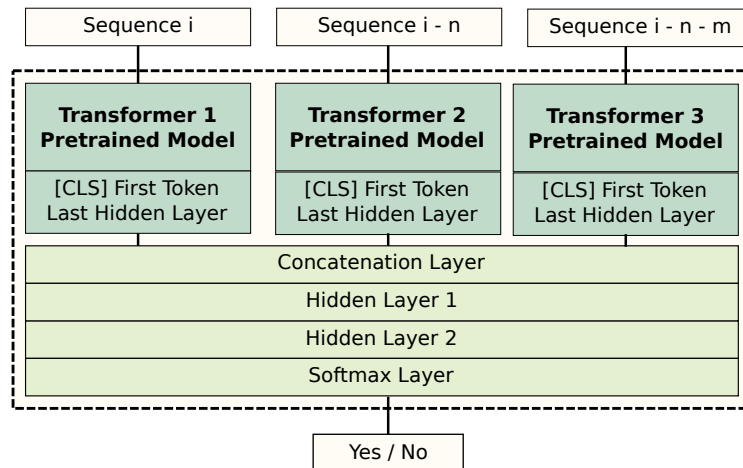 Sequence i
Sequence i - n
Sequence i - n - m
Transformer 1
Pretrained Model
Transformer 2
Pretrained Model
Transformer 3
Pretrained Model
[CLS] First Token
Last Hidden Layer
[CLS] First Token
Last Hidden Layer
[CLS] First Token
Last Hidden Layer
Concatenation Layer
Hidden Layer 1
Hidden Layer 2
Softmax Layer
Yes / No